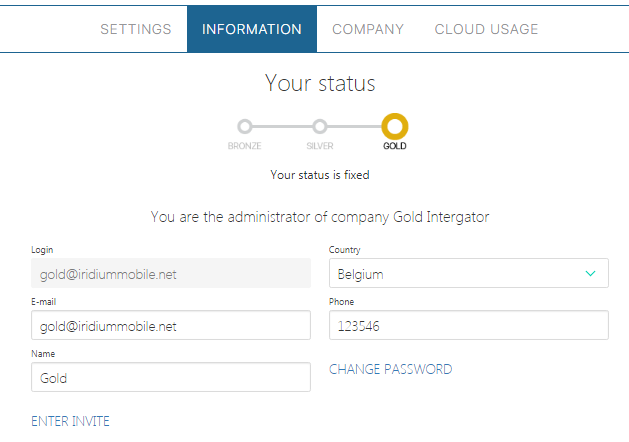 SETTINGS INFORMATION COMPANY CLOUD USAGE
Your status
BRONZE SILVER GOLD
Your status is fixed
You are the administrator of company Gold Intergator
Login Country
gold@iridiummobile.net Belgium
E-mail Phone
gold@iridiummobile.net 123546
Name
Gold CHANGE PASSWORD
ENTER INVITE